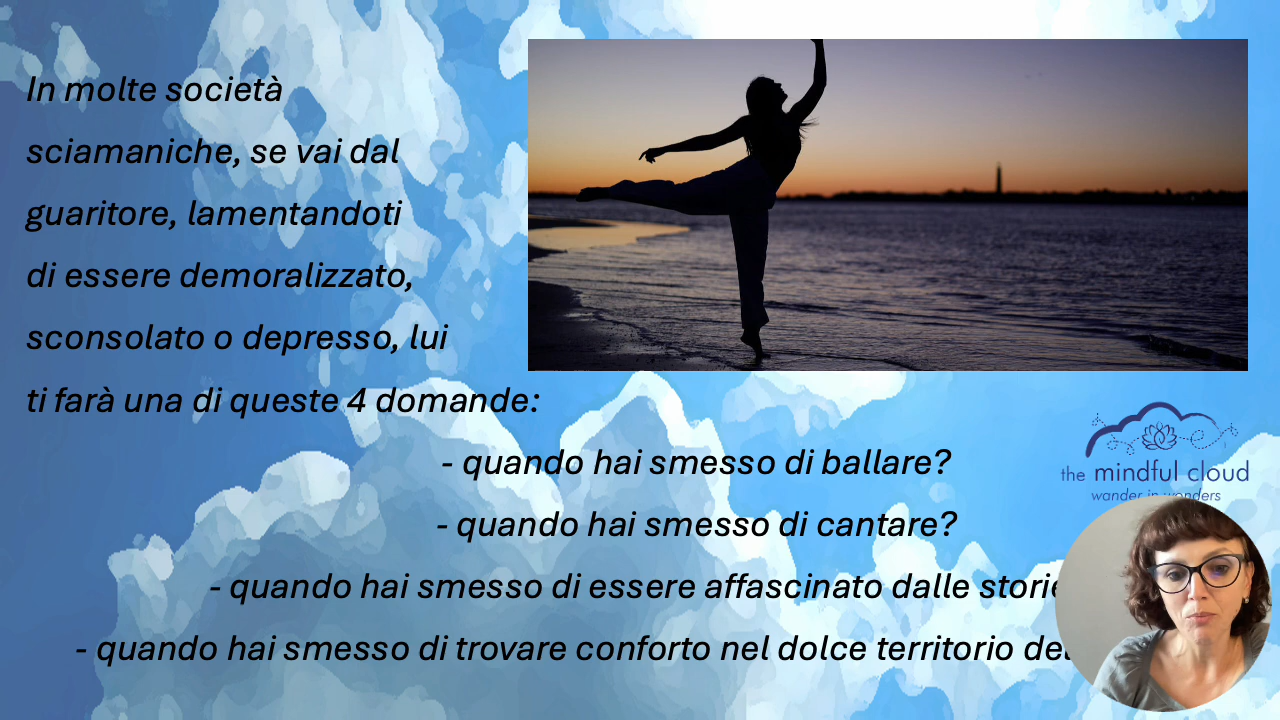 In molte società
sciamaniche, se vai dal
guaritore, lamentandoti
di essere demoralizzato,
sconsolato o depresso, lui
ti farà una di queste 4 domande:
- quando hai smesso di ballare?
- quando hai smesso di cantare?
- quando hai smesso di essere affascinato dalle storie
- quando hai smesso di trovare conforto nel dolce territorio
the mindful cloud
wander in wonders